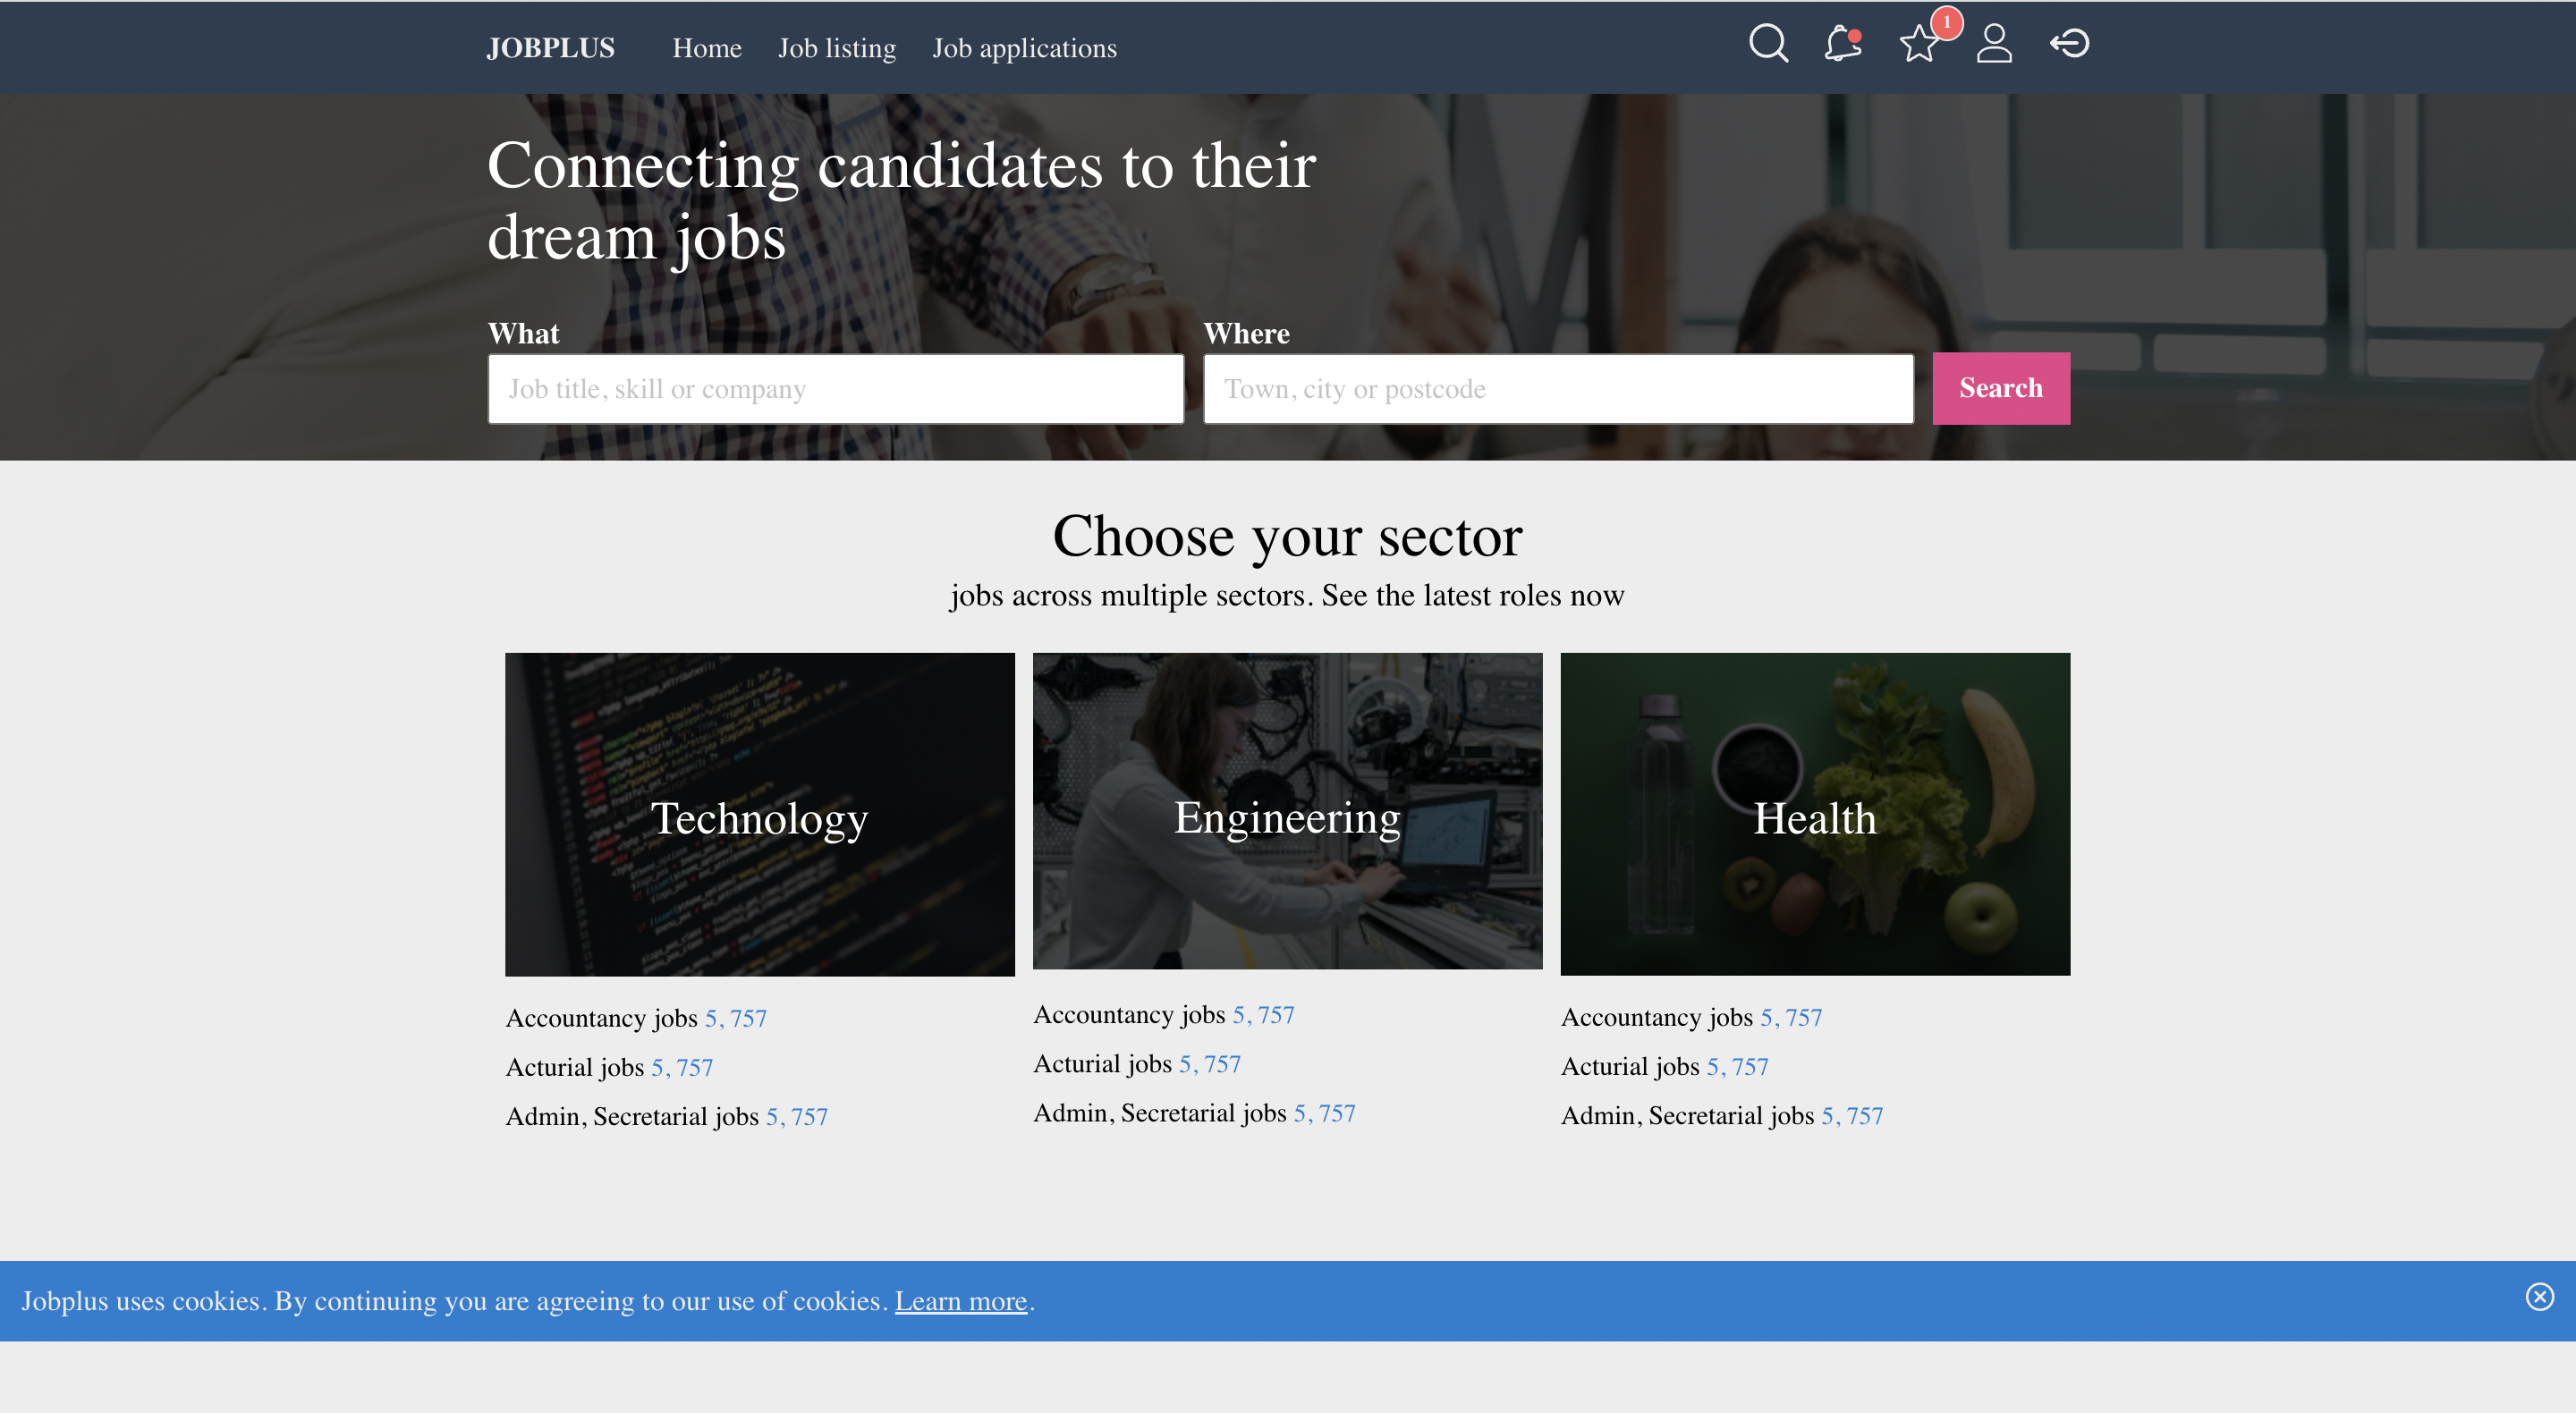 JOBPLUS Home Job listing Job applications 1
Connecting candidates to their
dream jobs
What Where
Job title, skill or company Town, city or postcode Search
Choose your sector
jobs across multiple sectors. See the latest roles now
Technology Engineering Health
Accountancy jobs 5, 757 Accountancy jobs 5, 757 Accountancy jobs 5, 757
Acturial jobs 5, 757 Acturial jobs 5, 757 Acturial jobs 5, 757
Admin, Secretarial jobs 5, 757 Admin, Secretarial jobs 5, 757 Admin, Secretarial jobs 5, 757
Jobplus uses cookies. By continuing you are agreeing to our use of cookies. Learn more.